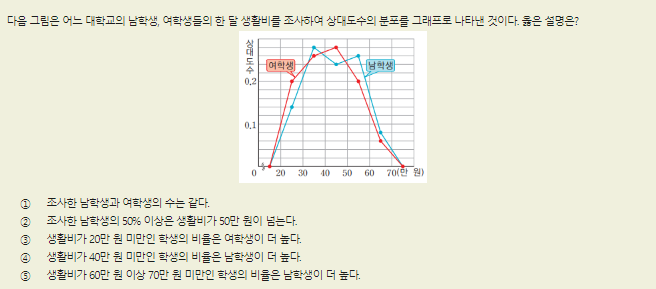 다음 그림은 어느 대학교의 남학생, 여학생들의 한 달 생활비를 조사하여 상대도수의 분포를 그래프로 나타낸 것이다. 옳은 설명은?
상대도수
여학생
남학생
0.2
0.1
0 20 30 40 50 60 70(만 원)
① 조사한 남학생과 여학생의 수는 같다.
② 조사한 남학생의 50% 이상은 생활비가 50만 원이 넘는다.
③ 생활비가 20만 원 미만인 학생의 비율은 여학생이 더 높다.
④ 생활비가 40만 원 미만인 학생의 비율은 남학생이 더 높다.
⑤ 생활비가 60만 원 이상 70만 원 미만인 학생의 비율은 남학생이 더 높다.